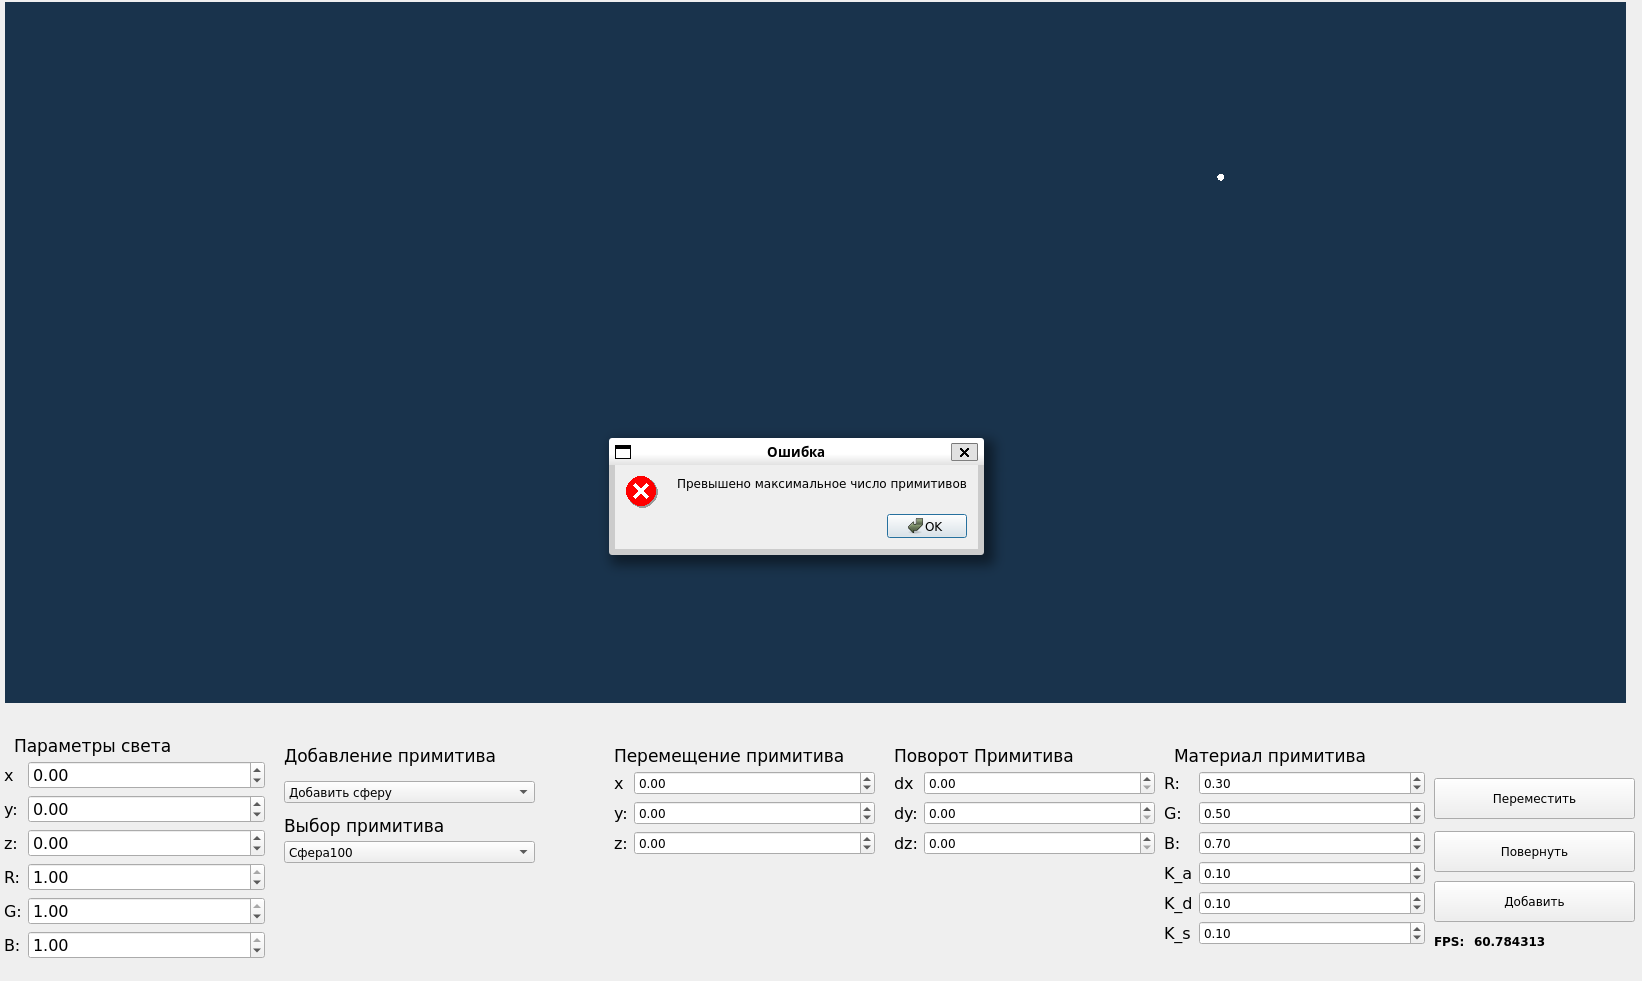 Ошибка
Превышено максимальное число примитивов
OK
Параметры света
x 0.00
y: 0.00
z: 0.00
R: 1.00
G: 1.00
B: 1.00
Добавление примитива
Добавить сферу
Выбор примитива
Сфера100
Перемещение примитива
x 0.00
y: 0.00
z: 0.00
Поворот Примитива
dx 0.00
dy: 0.00
dz: 0.00
Материал примитива
R: 0.30
G: 0.50
B: 0.70
K_a 0.10
K_d 0.10
K_s 0.10
Переместить
Повернуть
Добавить
FPS: 60.784313